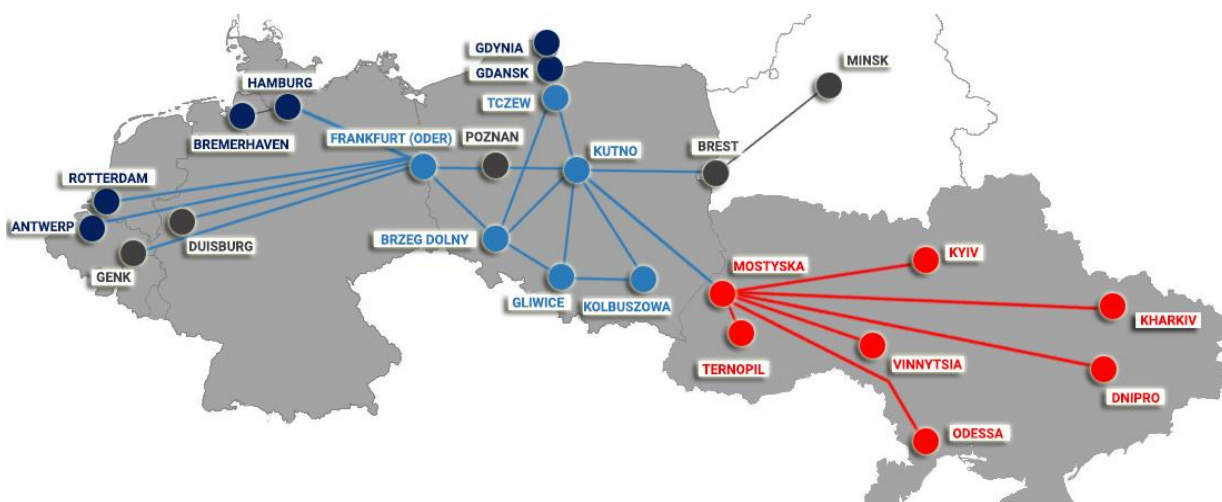 GDYNIA
GDANSK
TCZEW
MINSK
HAMBURG
BREMERHAVEN
FRANKFURT (ODER)
POZNAN
KUTNO
BREST
ROTTERDAM
ANTWERP
DUISBURG
GENK
BRZEG DOLNY
GLIWICE
KOLBUSZOWA
MOSTYSKA
KYIV
KHARKIV
TERNOPIL
VINNYTSIA
DNIPRO
ODESSA